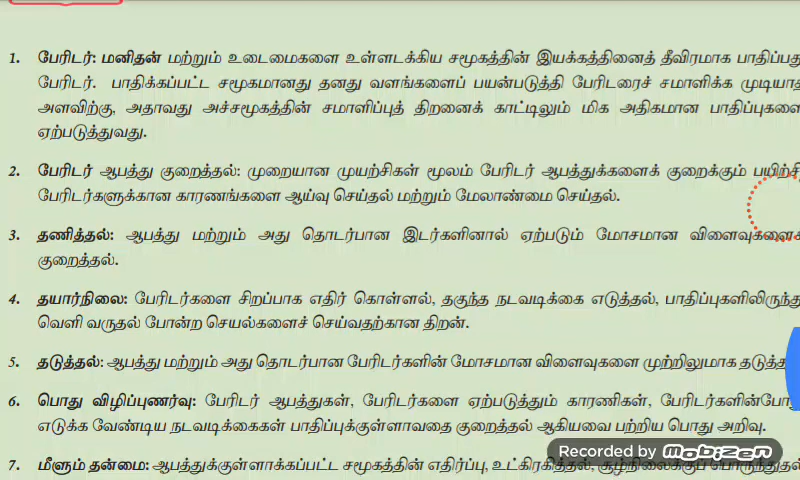 1. பேரிடர்: மனிதன் மற்றும் உடைமைகளை உள்ளடக்கிய சமூகத்தின் இயக்கத்தினைத் தீவிரமாக
பேரிடர். பாதிக்கப்பட்ட சமூகமானது தனது வளங்களைப் பயன்படுத்தி பேரிடரைச் சமாளிக்க
அளவிற்கு, அதாவது அச்சமூகத்தின் சமாளிப்புத் திறனைக் காட்டிலும் மிக அதிகமான
ஏற்படுத்துவது.
2. பேரிடர் ஆபத்து குறைத்தல்: முறையான முயற்சிகள் மூலம் பேரிடர் ஆபத்துக்களைக் குறைக்கும் பயிற்சி
பேரிடர்களுக்கான காரணங்களை ஆய்வு செய்தல் மற்றும் மேலாண்மை செய்தல்.
3. தணித்தல்: ஆபத்து மற்றும் அது தொடர்பான இடர்களினால் ஏற்படும் மோசமான
குறைத்தல்.
4. தயார்நிலை: பேரிடர்களை சிறப்பாக எதிர் கொள்ளல், தகுந்த நடவடிக்கை எடுத்தல், பாதிப்புகளிலிருந்து
வெளி வருதல் போன்ற செயல்களைச் செய்வதற்கான திறன்.
5. தடுத்தல்: ஆபத்து மற்றும் அது தொடர்பான பேரிடர்களின் மோசமான விளைவுகளை முற்றிலுமாக
6. பொது விழிப்புணர்வு: பேரிடர் ஆபத்துகள், பேரிடர்களை ஏற்படுத்தும் காரணிகள்,
எடுக்க வேண்டிய நடவடிக்கைகள் பாதிப்புக்குள்ளாவதை குறைத்தல் ஆகியவை பற்றிய பொது அறிவு.
7. மீளும் தன்மை: ஆபத்துக்குள்ளாக்கப்பட்ட சமூகத்தின் எதிர்ப்பு, உட்கிரகித்தல்,
Recorded by mobizen